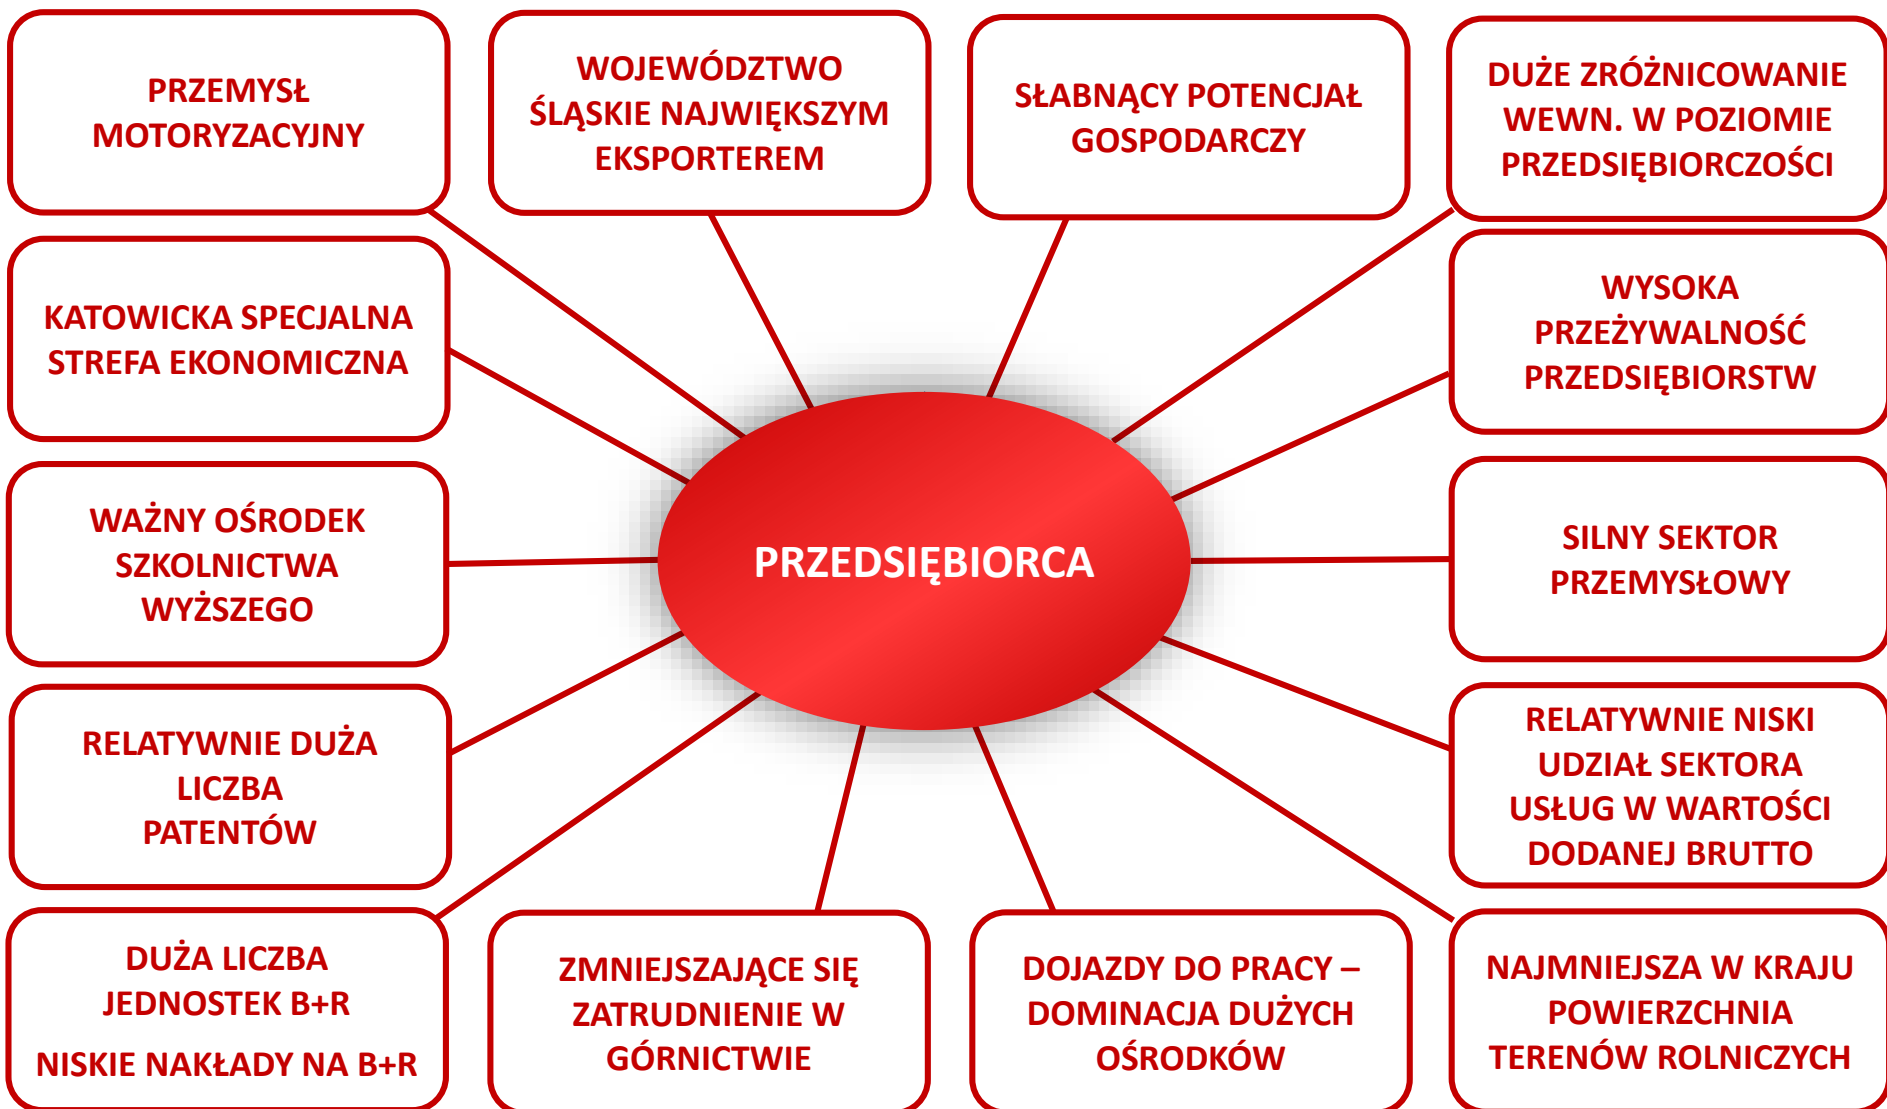 PRZEMYSŁ
MOTORYZACYJNY
WOJEWÓDZTWO
ŚLĄSKIE NAJWIĘKSZYM
EKSPORTEREM
SŁABNĄCY POTENCJAŁ
GOSPODARCZY
DUŻE ZRÓŻNICOWANIE
WEWN. W POZIOMIE
PRZEDSIĘBIORCZOŚCI
KATOWICKA SPECJALNA
STREFA EKONOMICZNA
WYSOKA
PRZEŻYWALNOŚĆ
PRZEDSIĘBIORSTW
WAŻNY OŚRODEK
SZKOLNICTWA
WYŻSZEGO
PRZEDSIĘBIORCA
SILNY SEKTOR
PRZEMYSŁOWY
RELATYWNIE DUŻA
LICZBA
PATENTÓW
RELATYWNIE NISKI
UDZIAŁ SEKTORA
USŁUG W WARTOŚCI
DODANEJ BRUTTO
DUŻA LICZBA
JEDNOSTEK B+R
NISKIE NAKŁADY NA B+R
ZMNIEJSZAJĄCE SIĘ
ZATRUDNIENIE W
GÓRNICTWIE
DOJAZDY DO PRACY –
DOMINACJA DUŻYCH
OŚRODKÓW
NAJMNIEJSZA W KRAJU
POWIERZCHNIA
TERENÓW ROLNICZYCH